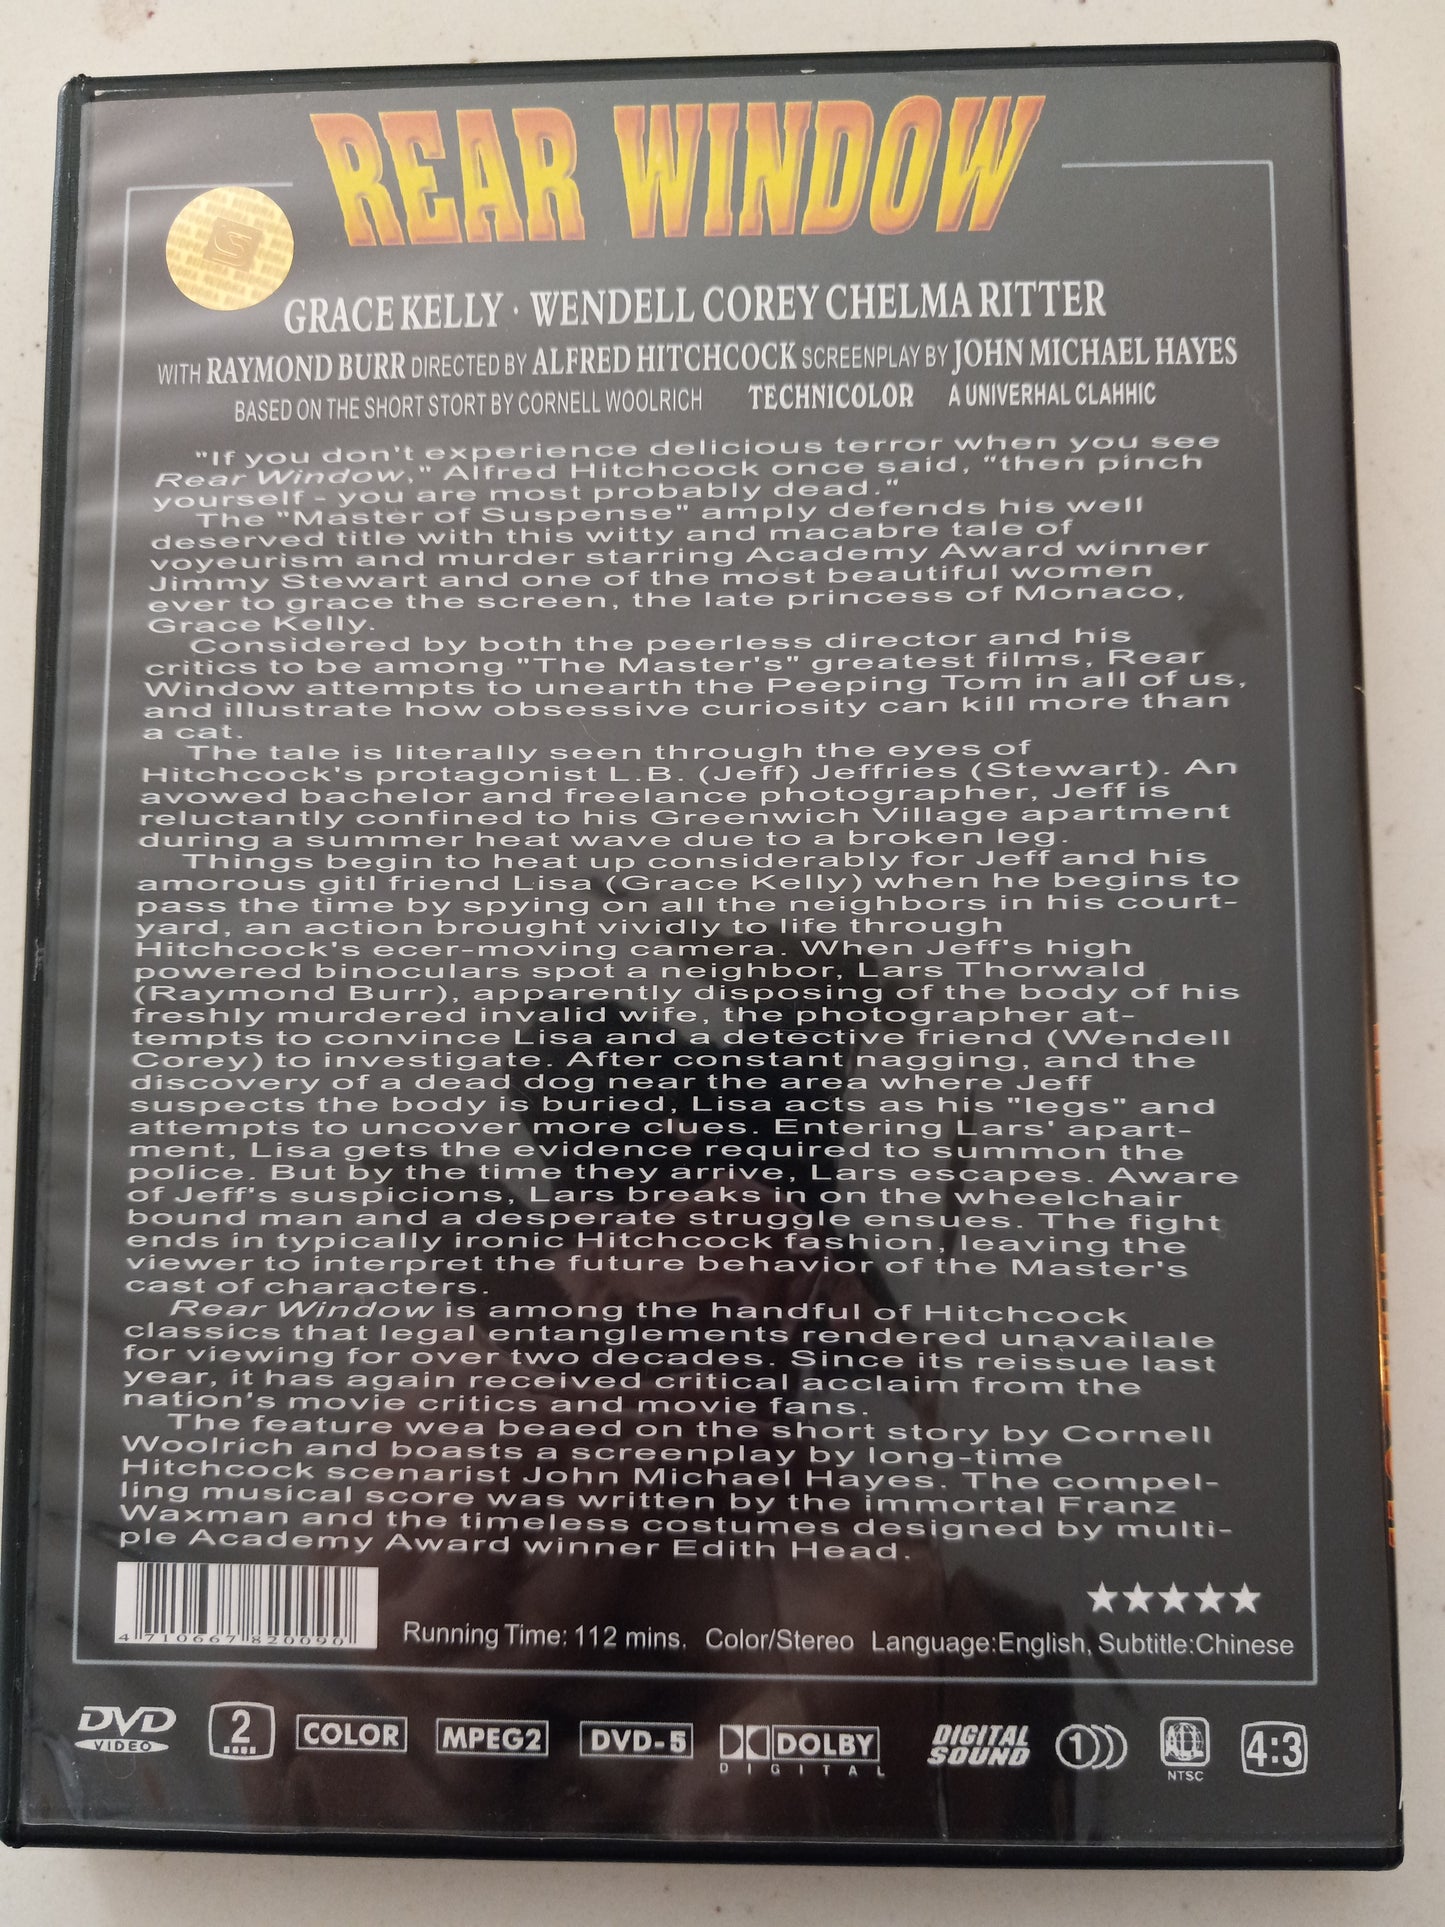 REAR WINDOW
GRACE KELLY · WENDELL COREY CHELMA RITTER
WITH RAYMOND BURR DIRECTED BY ALFRED HITCHCOCK SCREENPLAY BY JOHN MICHAEL HAYES
BASED ON THE SHORT STORT BY CORNELL WOOLRICH TECHNICOLOR A UNIVERHAL CLAHHIC
"If you don't experience delicious terror when you see
Rear Window," Alfred Hitchcock once said, "then pinch
yourself - you are most probably dead."
The "Master of Suspense" amply defends his well
deserved title with this witty and macabre tale of
voyeurism and murder starring Academy Award winner
Jimmy Stewart and one of the most beautiful women
ever to grace the screen, the late princess of Monaco,
Grace Kelly.
Considered by both the peerless director and his
critics to be among "The Master's" greatest films, Rear
Window attempts to unearth the Peeping Tom in all of us,
and illustrate how obsessive curiosity can kill more than
a cat.
The tale is literally seen through the eyes of
Hitchcock's protagonist L.B. (Jeff) Jeffries (Stewart). An
avowed bachelor and freelance photographer, Jeff is
reluctantly confined to his Greenwich Village apartment
during a summer heat wave due to a broken leg.
Things begin to heat up considerably for Jeff and his
amorous gitl friend Lisa (Grace Kelly) when he begins to
pass the time by spying on all the neighbors in his court-
yard, an action brought vividly to life through
Hitchcock's ecer-moving camera. When Jeff's high
powered binoculars spot a neighbor, Lars Thorwald
(Raymond Burr), apparently disposing of the body of his
freshly murdered invalid wife, the photographer at-
tempts to convince Lisa and a detective friend (Wendell
Corey) to investigate. After constant nagging, and the
discovery of a dead dog near the area where Jeff
suspects the body is buried, Lisa acts as his "legs" and
attempts to uncover more clues. Entering Lars' apart-
ment, Lisa gets the evidence required to summon the
police. But by the time they arrive, Lars escapes. Aware
of Jeff's suspicions, Lars breaks in on the wheelchair
bound man and a desperate struggle ensues. The fight
ends in typically ironic Hitchcock fashion, leaving the
viewer to interpret the future behavior of the Master's
cast of characters.
Rear Window is among the handful of Hitchcock
classics that legal entanglements rendered unavailale
for viewing for over two decades. Since its reissue last
year, it has again received critical acclaim from the
nation's movie critics and movie fans.
The feature wea beaed on the short story by Cornell
Woolrich and boasts a screenplay by long-time
Hitchcock scenarist John Michael Hayes. The compel-
ling musical score was written by the immortal Franz
Waxman and the timeless costumes designed by multi-
ple Academy Award winner Edith Head.
4 710667 820090
Running Time: 112 mins. Color/Stereo Language:English, Subtitle:Chinese
DVD VIDEO 2 COLOR MPEG2 DVD-5 DOLBY DIGITAL DIGITAL SOUND 1 ALL NTSC 4:3